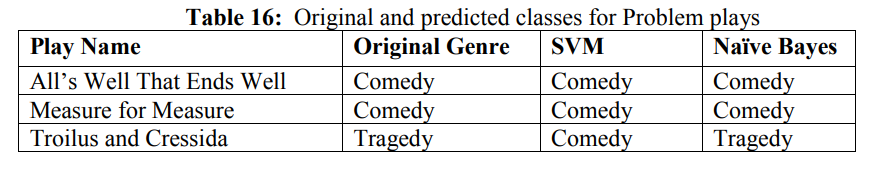 Table 16: Original and predicted classes for Problem plays
Play Name Original Genre SVM Naïve Bayes
All's Well That Ends Well Comedy Comedy Comedy
Measure for Measure Comedy Comedy Comedy
Troilus and Cressida Tragedy Comedy Tragedy